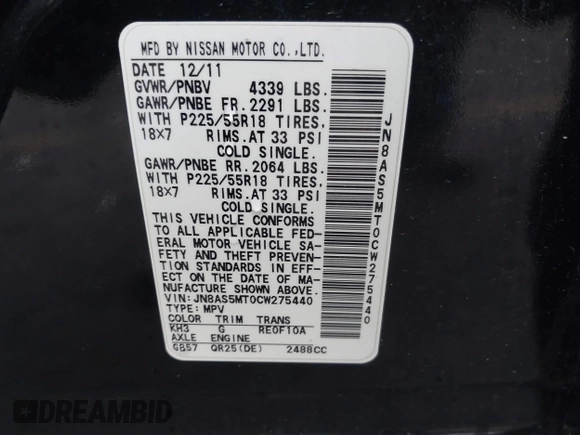 MFD BY NISSAN MOTOR CO.,LTD.
DATE 12/11
GVWR/PNBV 4339 LBS.
GAWR/PNBE FR. 2291 LBS.
WITH P225/55R18 TIRES,
18X7 RIMS.AT 33 PSI
COLD SINGLE.
GAWR/PNBE RR. 2064 LBS.
WITH P225/55R18 TIRES,
18X7 RIMS.AT 33 PSI
COLD SINGLE.
THIS VEHICLE CONFORMS
TO ALL APPLICABLE FED-
ERAL MOTOR VEHICLE SA-
FETY AND THEFT PREVEN-
TION STANDARDS IN EFF-
ECT ON THE DATE OF MA-
NUFACTURE SHOWN ABOVE.
VIN: JN8AS5MT0CW275440
TYPE: MPV
COLOR TRIM TRANS
KH3 G RE0F10A
AXLE ENGINE
GB57 QR25(DE) 2488CC
JN8AS5MT0CW275440
DREAMBID